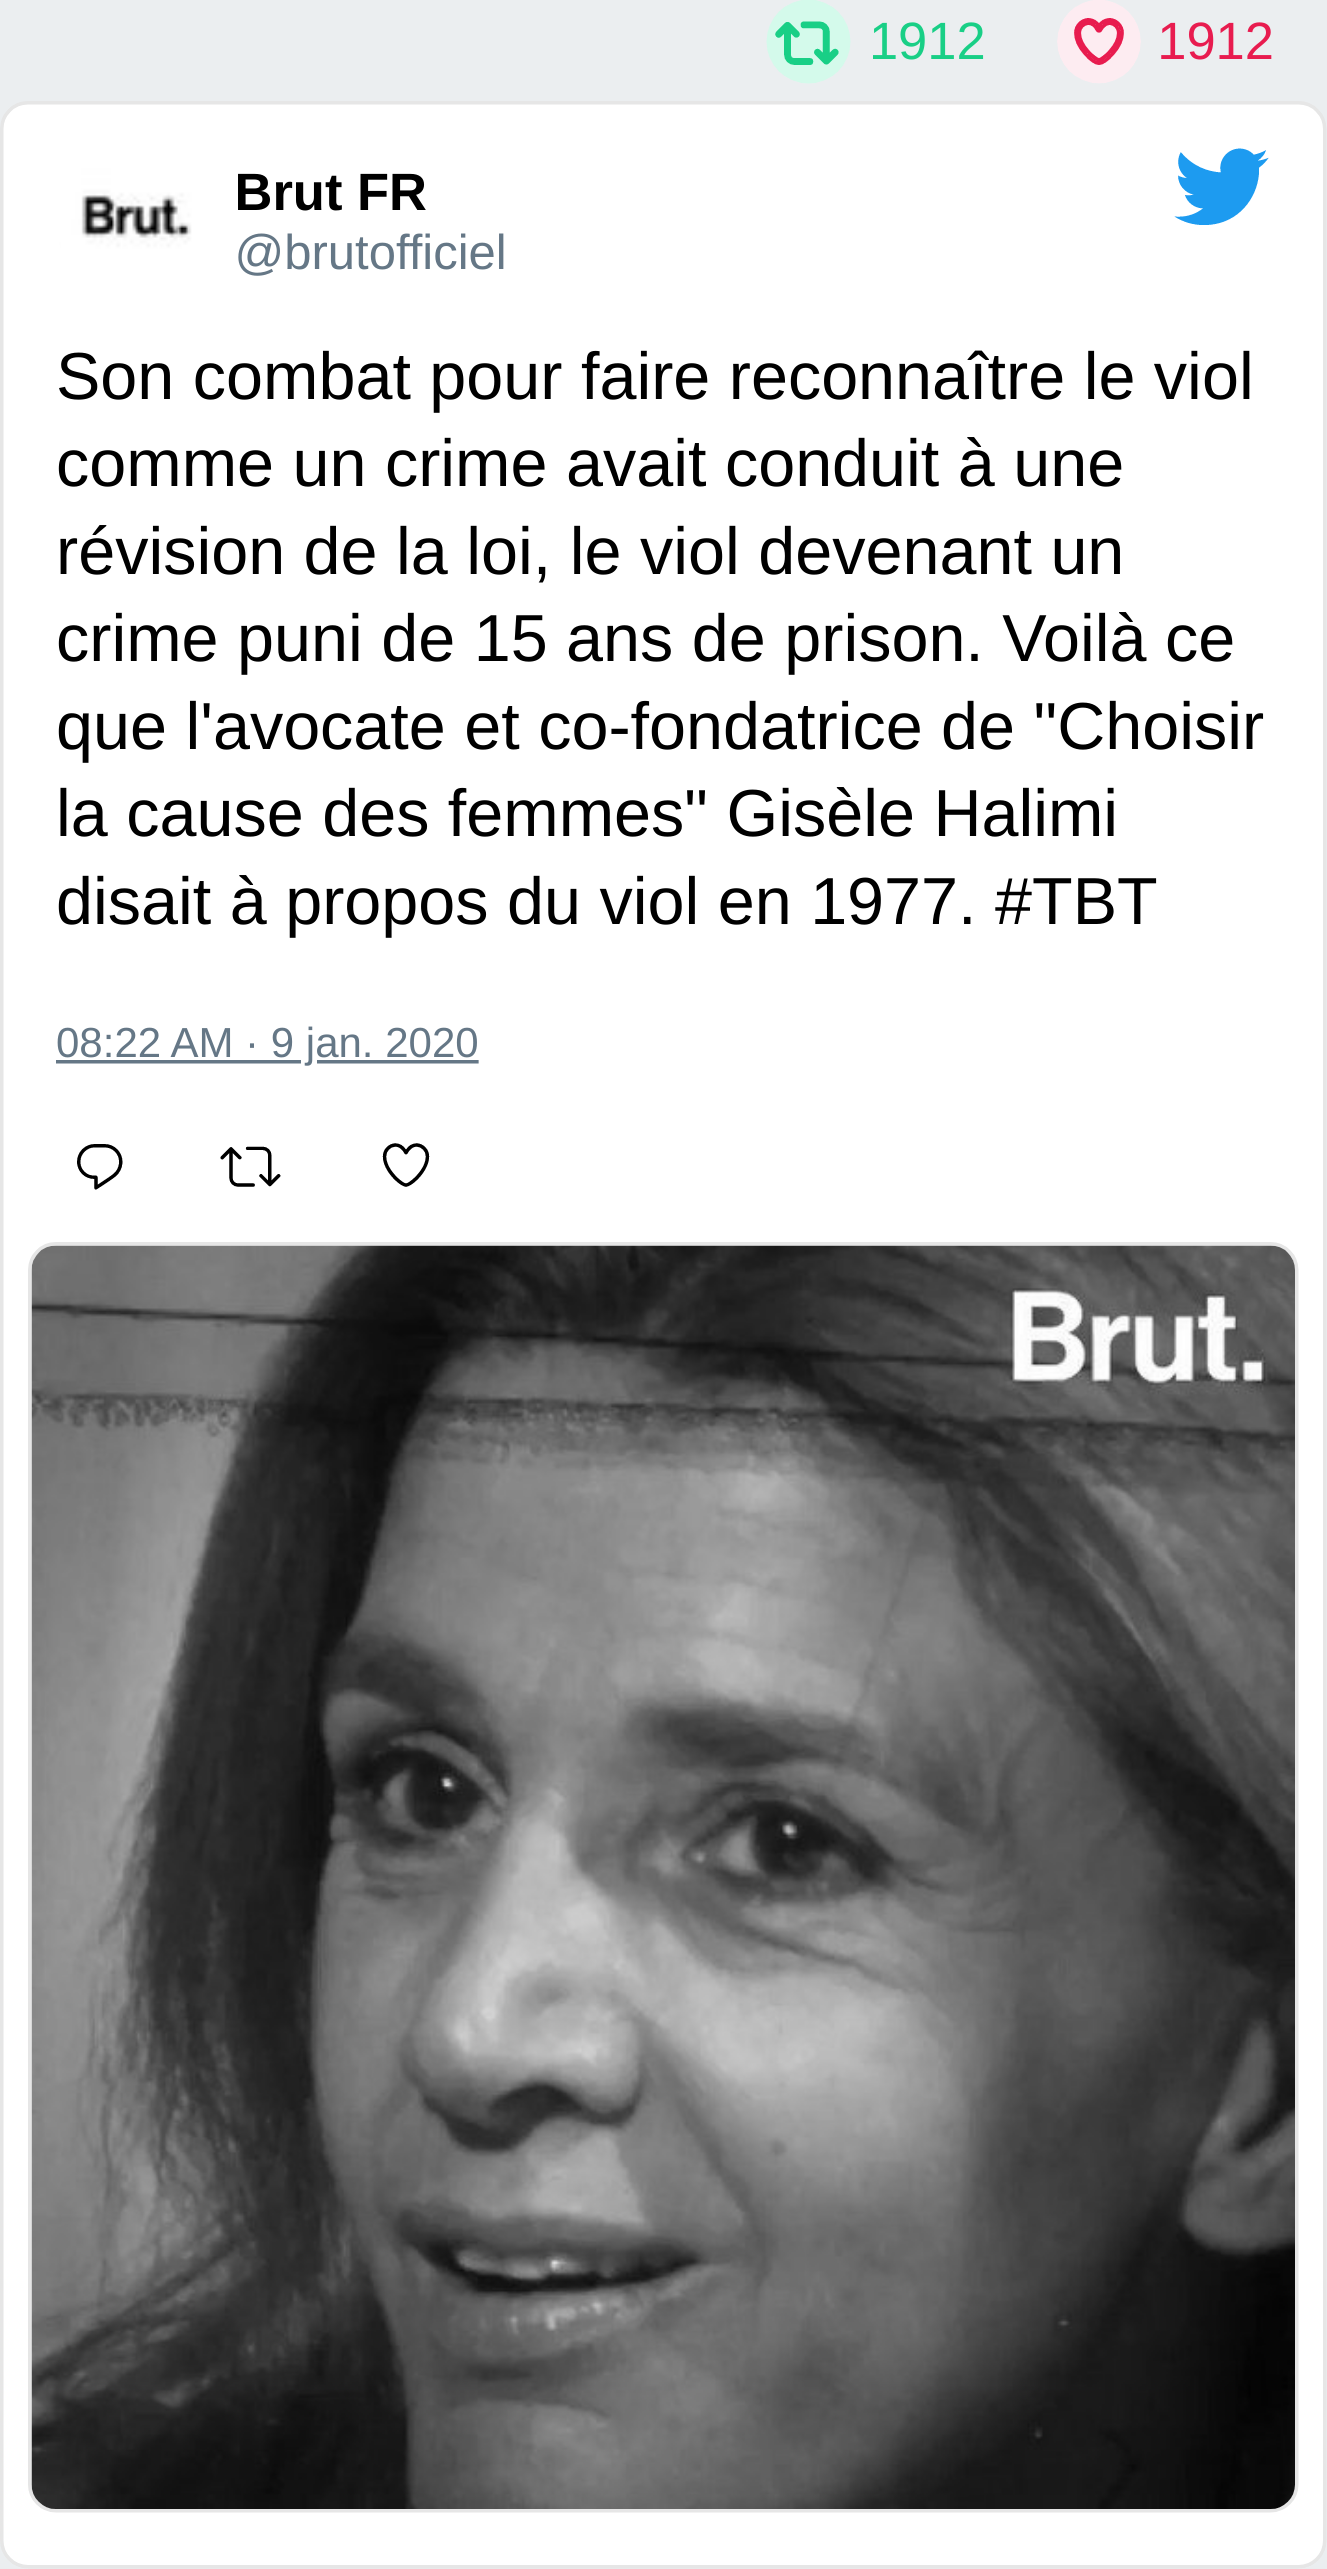 1912 1912
Brut. Brut FR
@brutofficiel
Son combat pour faire reconnaître le viol
comme un crime avait conduit à une
révision de la loi, le viol devenant un
crime puni de 15 ans de prison. Voilà ce
que l'avocate et co-fondatrice de "Choisir
la cause des femmes" Gisèle Halimi
disait à propos du viol en 1977. #TBT
08:22 AM · 9 jan. 2020
Brut.